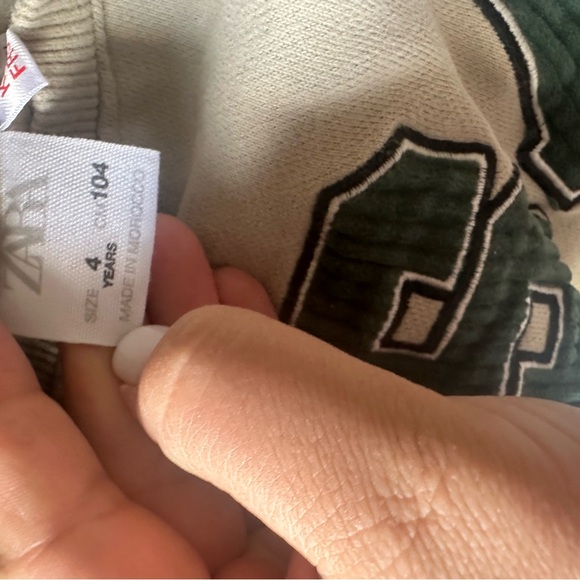 ZARA
SIZE 4 CM 104
YEARS
MADE IN MOROCCO